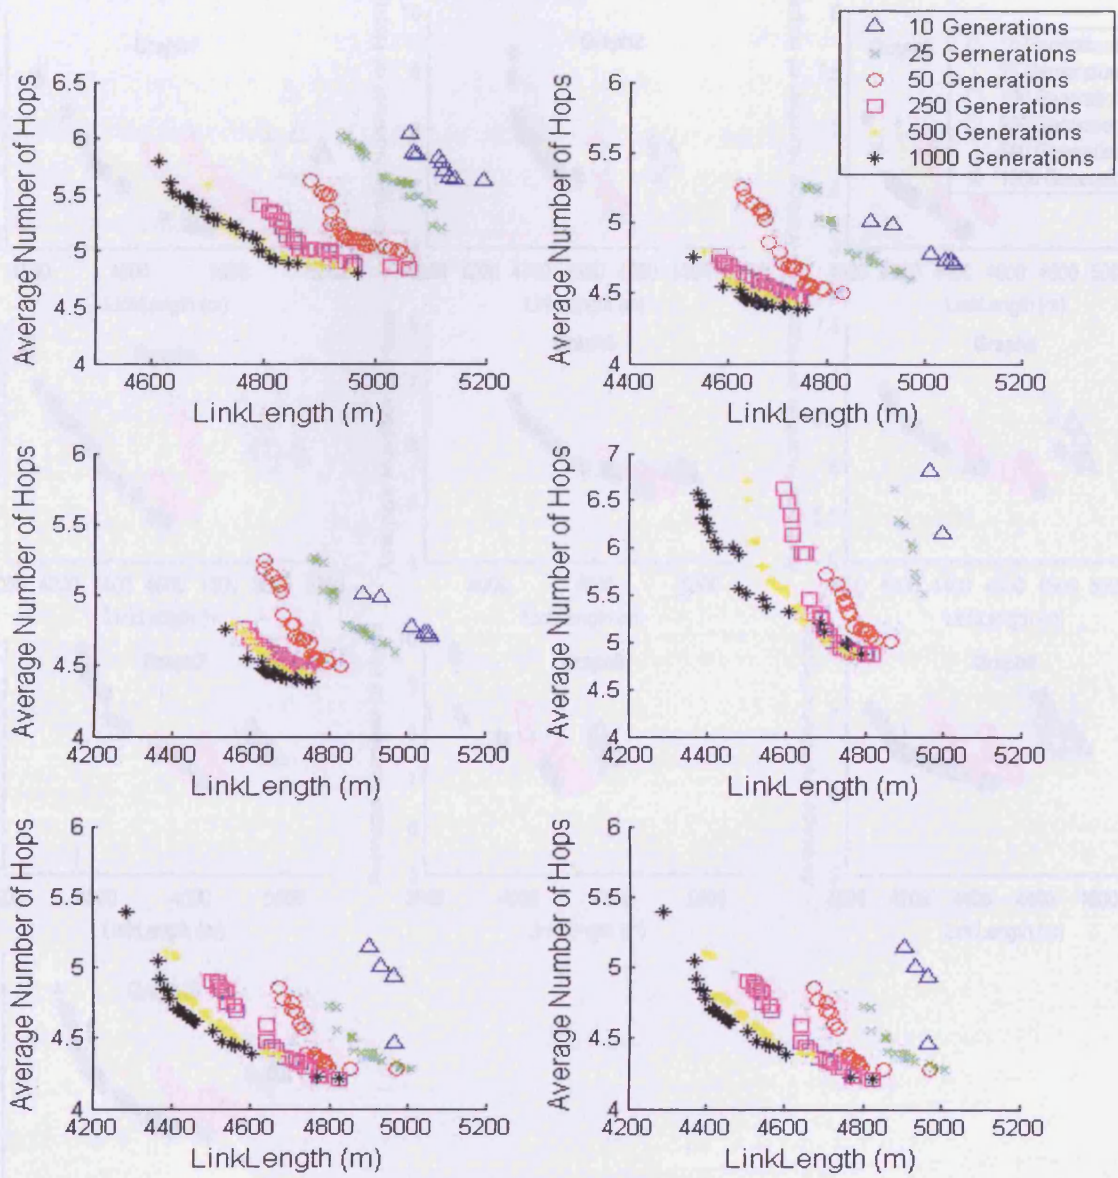 10 Generations
25 Gernerations
50 Generations
250 Generations
500 Generations
1000 Generations
Average Number of Hops
6.5
6
5.5
5
4.5
4
4600 4800 5000 5200
LinkLength (m)
Average Number of Hops
6
5.5
5
4.5
4
4400 4600 4800 5000 5200
LinkLength (m)
Average Number of Hops
6
5.5
5
4.5
4
4200 4400 4600 4800 5000 5200
LinkLength (m)
Average Number of Hops
7
6.5
6
5.5
5
4.5
4
4200 4400 4600 4800 5000 5200
LinkLength (m)
Average Number of Hops
6
5.5
5
4.5
4
4200 4400 4600 4800 5000 5200
LinkLength (m)
Average Number of Hops
6
5.5
5
4.5
4
4200 4400 4600 4800 5000 5200
LinkLength (m)